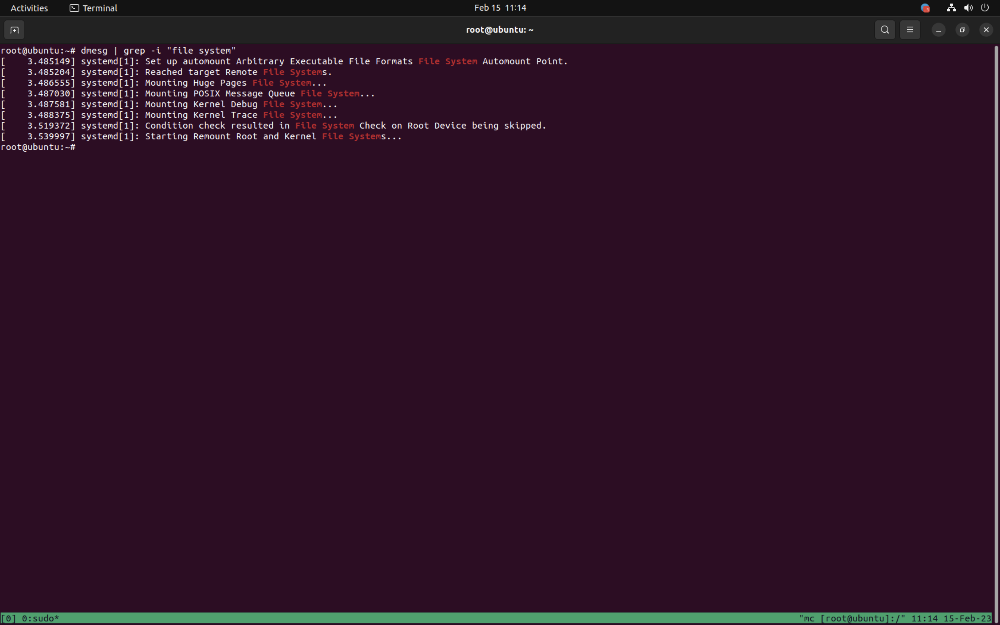 Activities Terminal Feb 15 11:14
root@ubuntu: ~
root@ubuntu:~# dmesg | grep -i "file system"
[    3.485149] systemd[1]: Set up automount Arbitrary Executable File Formats File System Automount Point.
[    3.485204] systemd[1]: Reached target Remote File Systems.
[    3.486555] systemd[1]: Mounting Huge Pages File System...
[    3.487030] systemd[1]: Mounting POSIX Message Queue File System...
[    3.487581] systemd[1]: Mounting Kernel Debug File System...
[    3.488375] systemd[1]: Mounting Kernel Trace File System...
[    3.519372] systemd[1]: Condition check resulted in File System Check on Root Device being skipped.
[    3.539997] systemd[1]: Starting Remount Root and Kernel File Systems...
root@ubuntu:~#
[0] 0:sudo* "mc [root@ubuntu]:/" 11:14 15-Feb-23